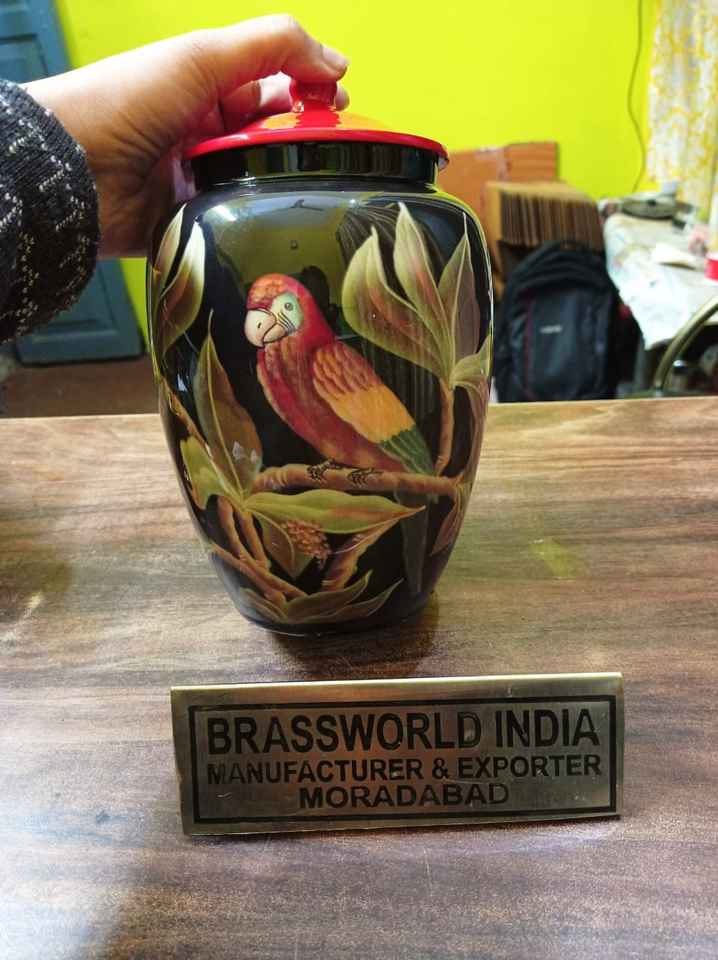 BRASSWORLD INDIA
MANUFACTURER & EXPORTER
MORADABAD